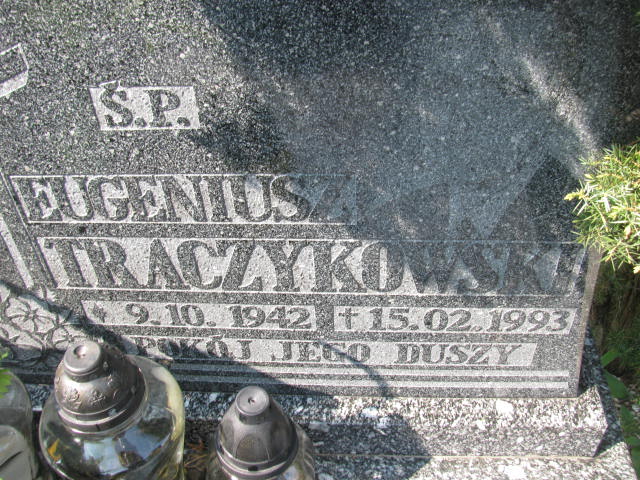 Ś.P.
EUGENIUSZ
TRACZYKOWSKI
* 9.10. 1942 † 15.02.1993
POKÓJ JEGO DUSZY